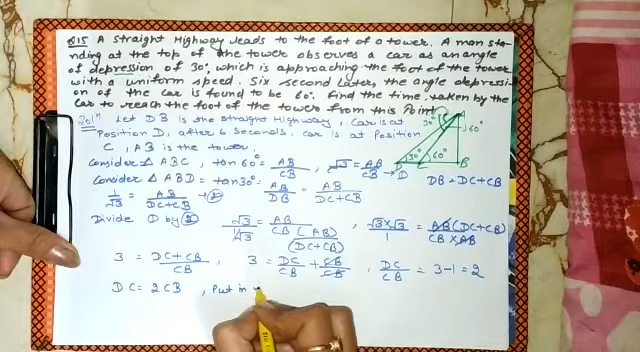 Q15 A straight Highway leads to the foot of a tower. A man sta-
nding at the top of the tower observes a car as an angle
of depression of 30°, which is approaching the foot of the tower
with a uniform speed. Six second later, the angle depressi-
on of the car is found to be 60°. Find the time taken by the
car to reach the foot of the tower from this Point.
Solⁿ Let DB is the straight Highway, Car is at
Position D, after 6 seconds, car is at Position
C, AB is the tower.
Consider △ ABC, tan 60° = AB/CB, √3 = AB/CB → ①
Consider △ ABD = tan30° = AB/DB = AB/(DC+CB)
1/√3 = AB/(DC+CB) → ②
Divide ① by ② √3/(1/√3) = AB/(CB (AB)/(DC+CB)), (√3×√3)/1 = AB(DC+CB)/(CB×AB)
3 = (DC+CB)/CB, 3 = DC/CB + CB/CB, DC/CB = 3-1 = 2
DC = 2CB, Put in
A
30°
60°
30°
60°
D
C
B
DB = DC+CB